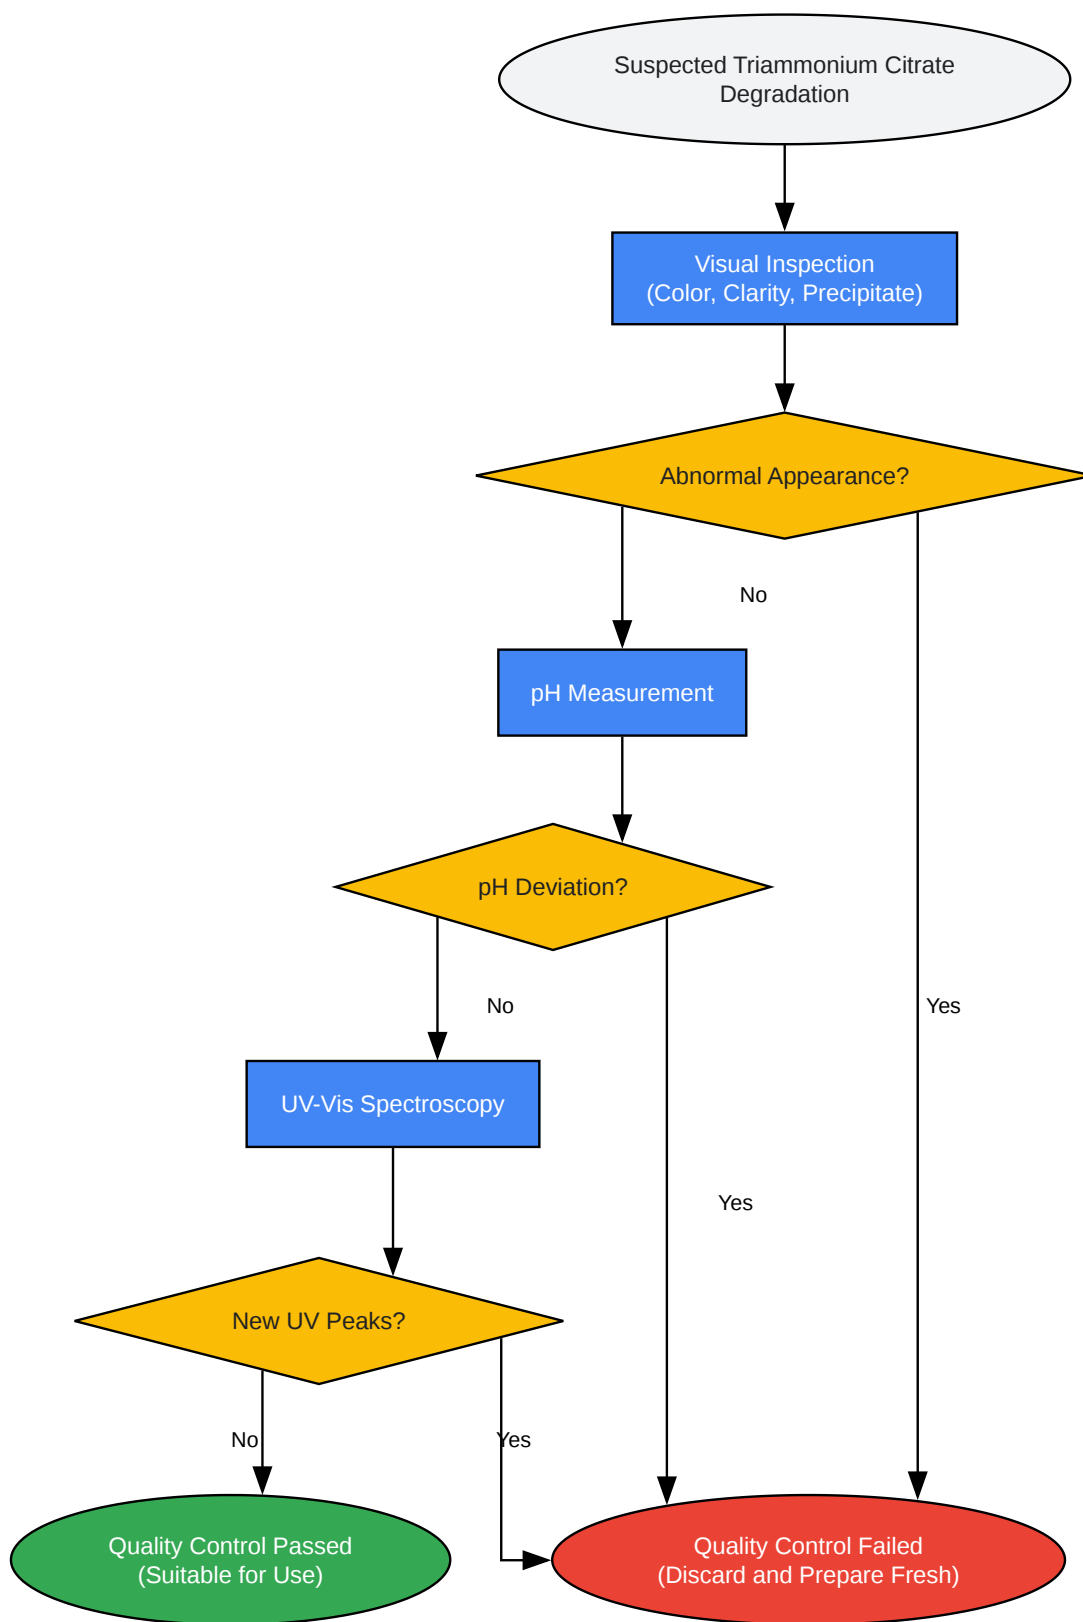 Suspected Triammonium Citrate
Degradation
Visual Inspection
(Color, Clarity, Precipitate)
Abnormal Appearance?
No
pH Measurement
pH Deviation?
No
Yes
UV-Vis Spectroscopy
Yes
New UV Peaks?
No
Yes
Quality Control Passed
(Suitable for Use)
Quality Control Failed
(Discard and Prepare Fresh)